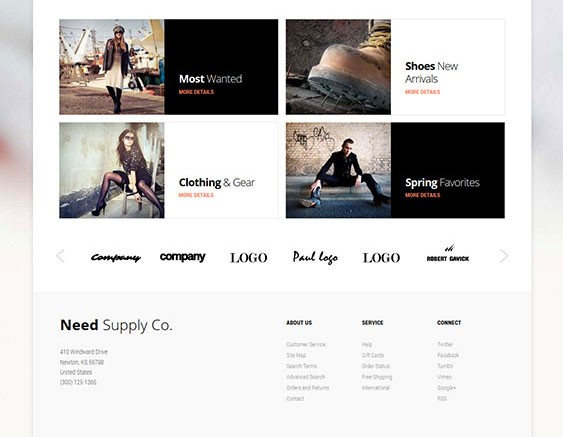 Most Wanted
MORE DETAILS
Shoes New
Arrivals
MORE DETAILS
Clothing & Gear
MORE DETAILS
Spring Favorites
MORE DETAILS
company
company
LOGO
Paul logo
LOGO
ROBERT GAVICK
Need Supply Co.
410 Windward Drive
Newton, KS 66798
United States
(300) 125-1366
ABOUT US
Customer Service
Site Map
Search Terms
Advanced Search
Orders and Returns
Contact
SERVICE
Help
Gift Cards
Order Status
Free Shipping
International
CONNECT
Twitter
Facebook
Tumblr
Vimeo
Google+
RSS